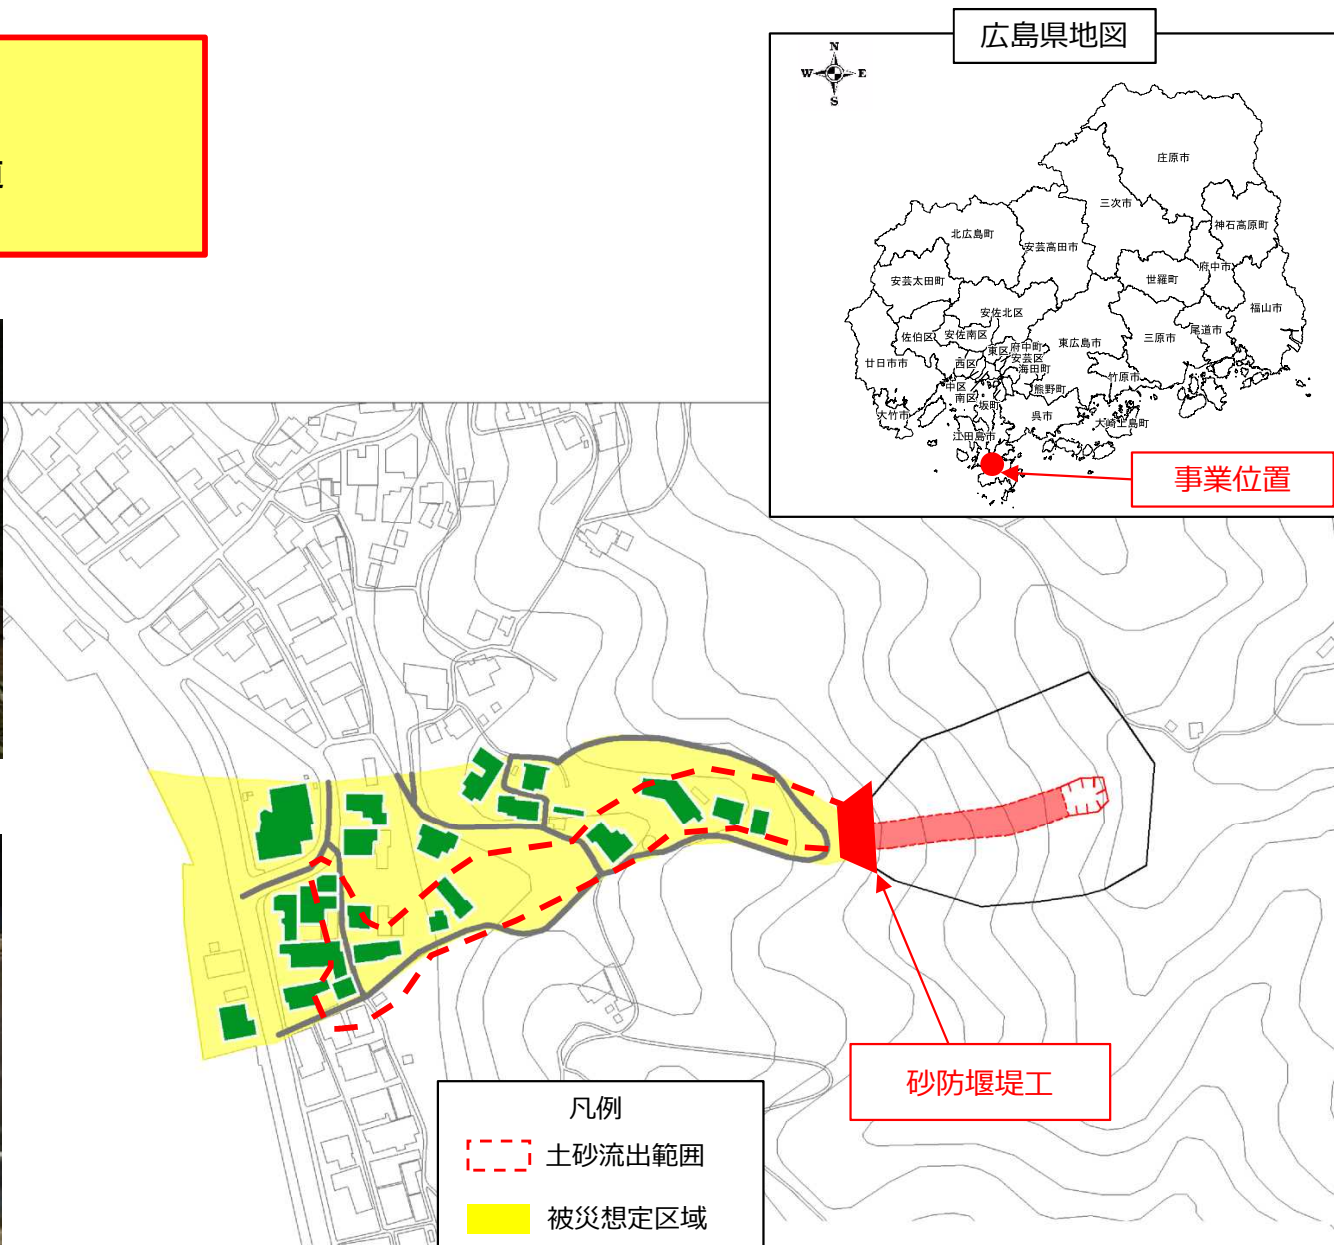 広島県地図
N
W E
S
庄原市
三次市
神石高原町
北広島町
安芸高田市
府中市
安芸太田町
世羅町
福山市
安佐北区
佐伯区
安佐南区
尾道市
東広島市
三原市
東区
府中町
安芸区
西区
海田町
廿日市市
竹原市
中区
熊野町
南区
坂町
大竹市
呉市
大崎上島町
江田島市
事業位置
砂防堰堤工
凡例
土砂流出範囲
被災想定区域